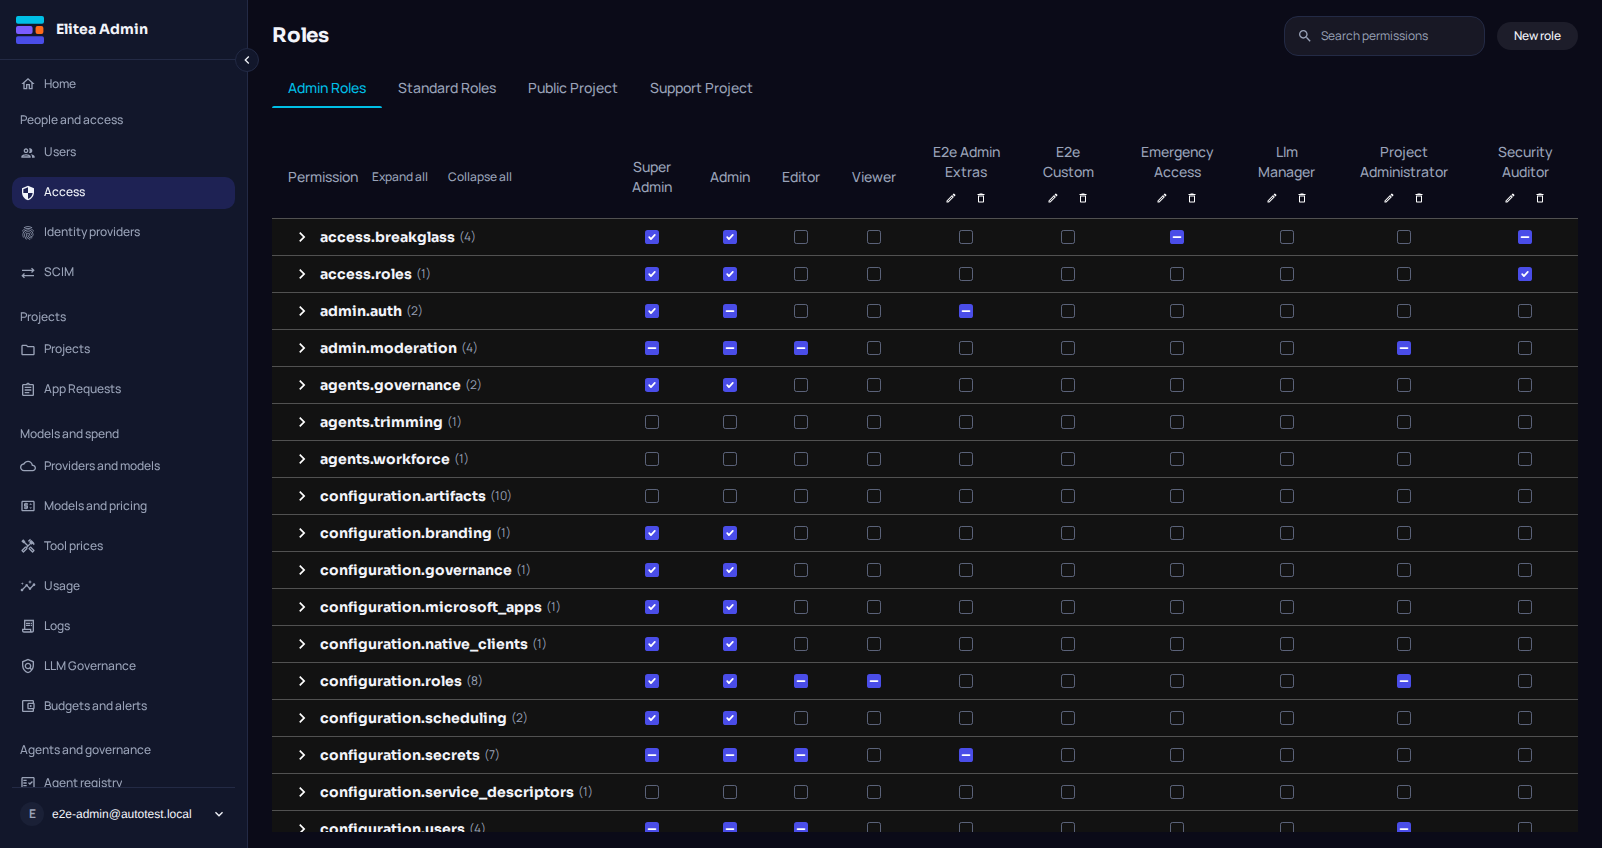 Elitea Admin
Home
People and access
Users
Access
Identity providers
SCIM
Projects
Projects
App Requests
Models and spend
Providers and models
Models and pricing
Tool prices
Usage
Logs
LLM Governance
Budgets and alerts
Agents and governance
Agent registry
E e2e-admin@autotest.local
Roles
Search permissions
New role
Admin Roles Standard Roles Public Project Support Project
Permission Expand all Collapse all
Super Admin
Admin
Editor
Viewer
E2e Admin Extras
E2e Custom
Emergency Access
Llm Manager
Project Administrator
Security Auditor
access.breakglass (4)
access.roles (1)
admin.auth (2)
admin.moderation (4)
agents.governance (2)
agents.trimming (1)
agents.workforce (1)
configuration.artifacts (10)
configuration.branding (1)
configuration.governance (1)
configuration.microsoft_apps (1)
configuration.native_clients (1)
configuration.roles (8)
configuration.scheduling (2)
configuration.secrets (7)
configuration.service_descriptors (1)
configuration.users (4)